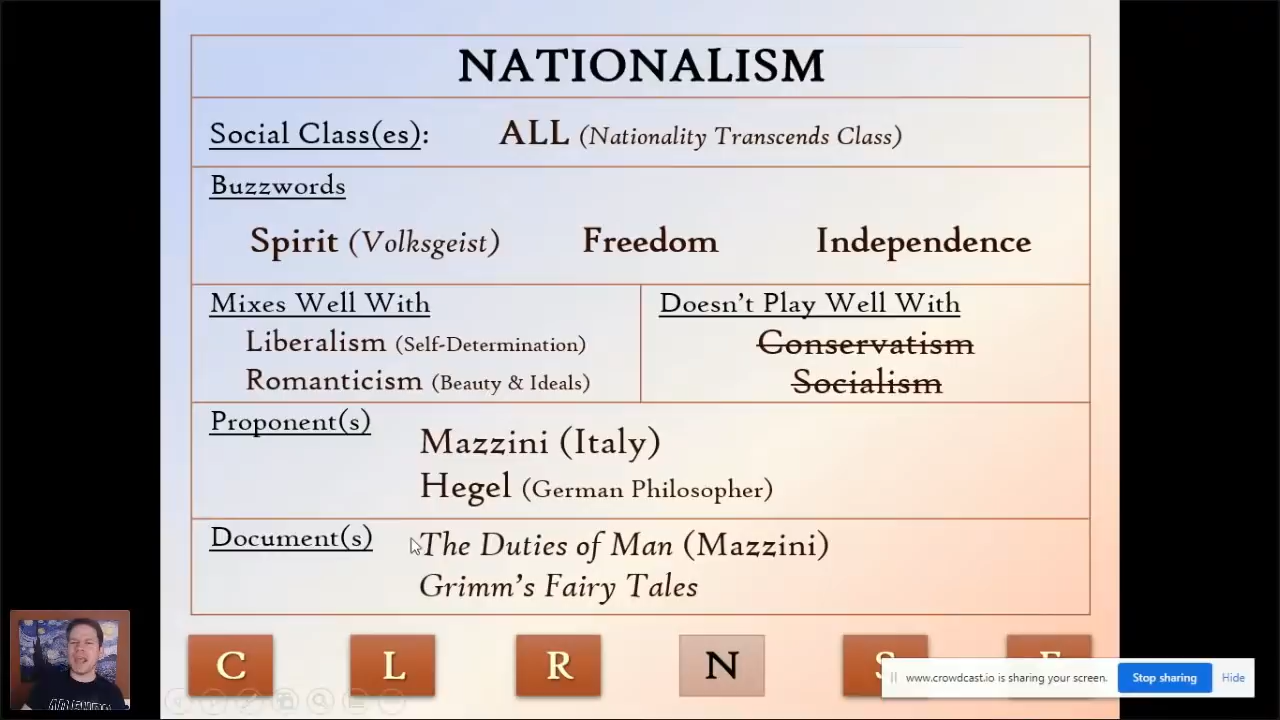 NATIONALISM
Social Class(es): ALL (Nationality Transcends Class)
Buzzwords
Spirit (Volksgeist) Freedom Independence
Mixes Well With
Liberalism (Self-Determination)
Romanticism (Beauty & Ideals)
Doesn't Play Well With
Conservatism
Socialism
Proponent(s)
Mazzini (Italy)
Hegel (German Philosopher)
Document(s)
The Duties of Man (Mazzini)
Grimm's Fairy Tales
C L R N
www.crowdcast.io is sharing your screen. Stop sharing Hide